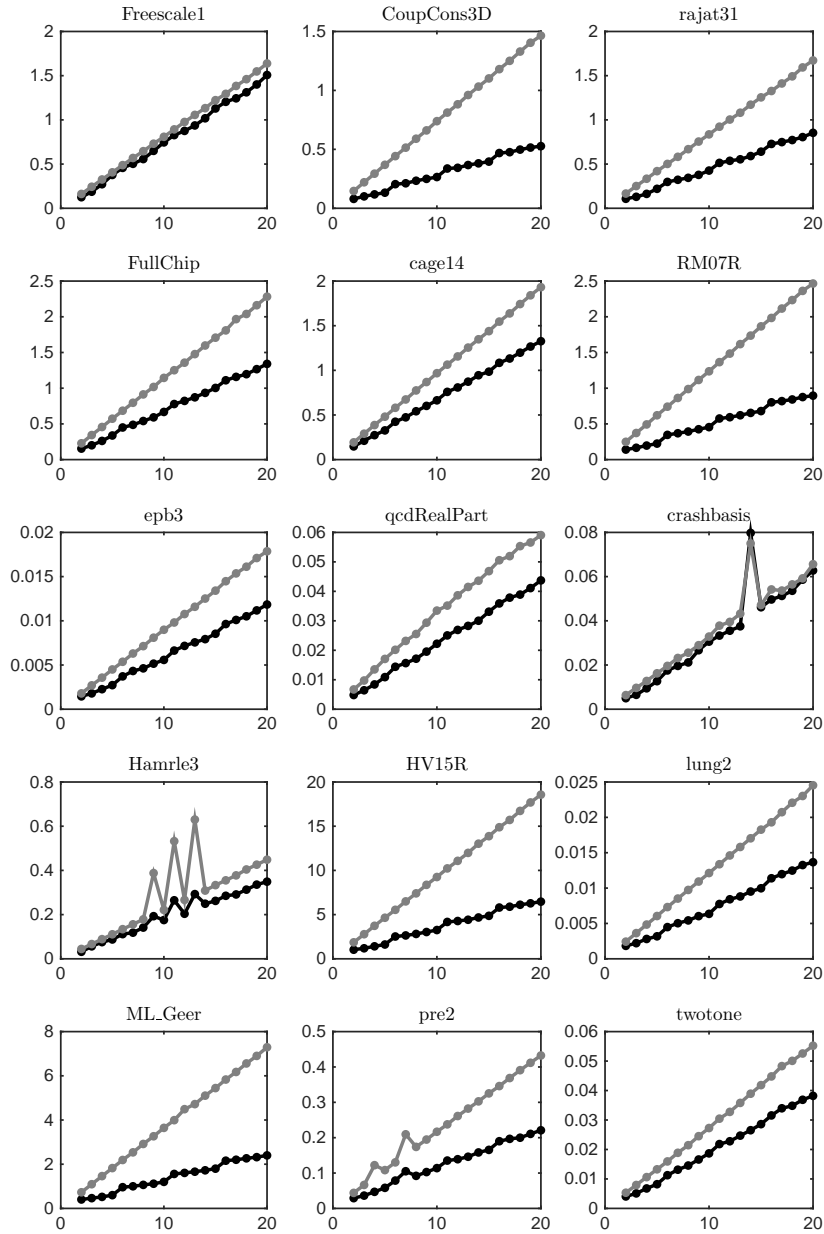 Freescale1 CoupCons3D rajat31
2 1.5 2
1.5 1.5
1 1
1 1
0.5
0.5 0.5
0 0 0
0 10 20 0 10 20 0 10 20
FullChip cage14 RM07R
2.5 2 2.5
2 2
1.5
1.5 1.5
1
1 1
0.5 0.5 0.5
0 0 0
0 10 20 0 10 20 0 10 20
epb3 qcdRealPart crashbasis
0.02 0.06 0.08
0.05
0.015 0.06
0.04
0.01 0.03 0.04
0.02
0.005 0.02
0.01
0 0 0
0 10 20 0 10 20 0 10 20
Hamrle3 HV15R lung2
0.8 20 0.025
0.02
0.6 15
0.015
0.4 10
0.01
0.2 5
0.005
0 0 0
0 10 20 0 10 20 0 10 20
ML_Geer pre2 twotone
8 0.5 0.06
0.4 0.05
6
0.04
0.3
4 0.03
0.2
0.02
2
0.1 0.01
0 0 0
0 10 20 0 10 20 0 10 20